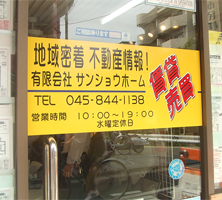 地域密着 不動産情報！
有限会社 サンショウホーム
TEL 045-844-1138
営業時間 10:00〜19:00
水曜定休日
賃貸
売買